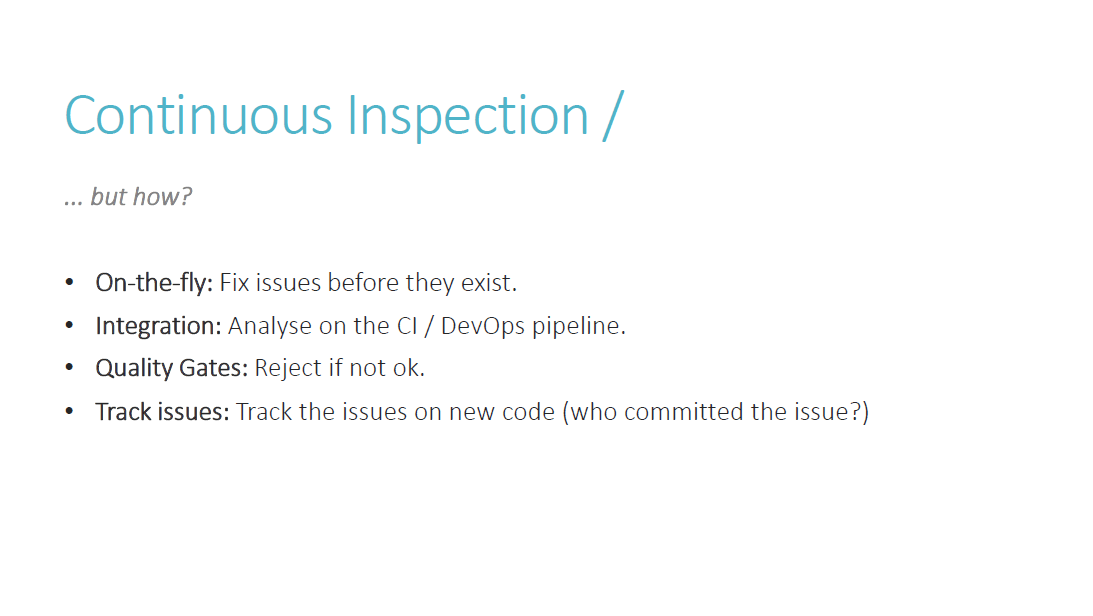 Continuous Inspection /
... but how?
• On-the-fly: Fix issues before they exist.
• Integration: Analyse on the CI / DevOps pipeline.
• Quality Gates: Reject if not ok.
• Track issues: Track the issues on new code (who committed the issue?)